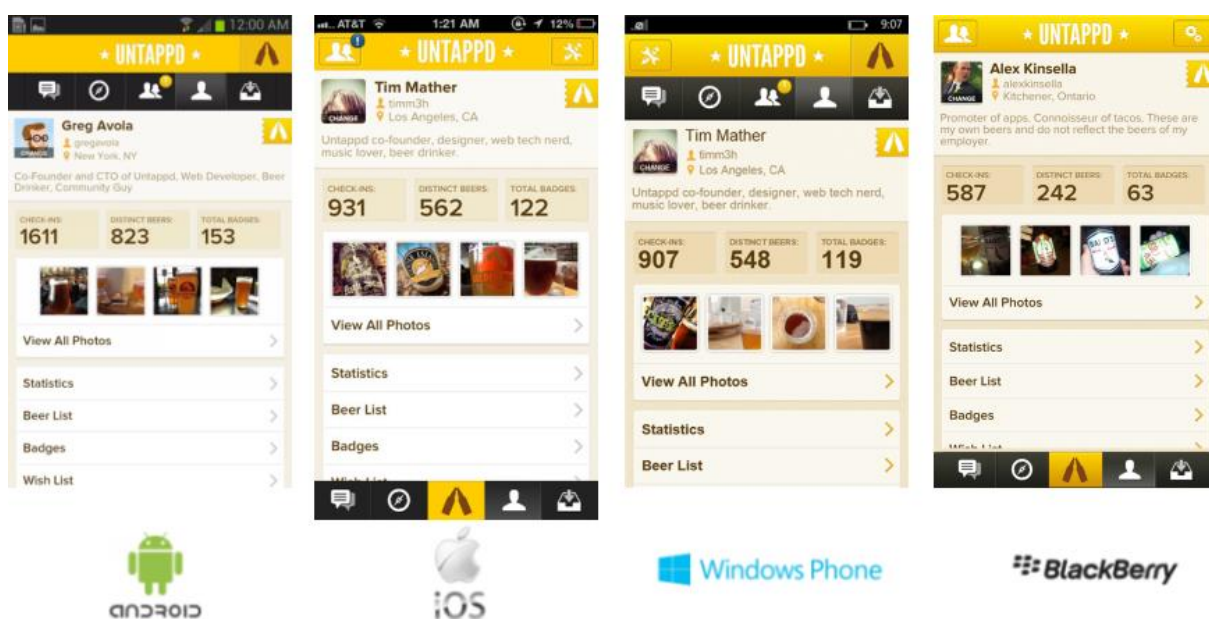 12:00 AM
★ UNTAPPD ★
Greg Avola
gregavola
New York, NY
CHANGE
Co-Founder and CTO of Untappd, Web Developer, Beer
Drinker, Community Guy
CHECK-INS: DISTINCT BEERS: TOTAL BADGES:
1611 823 153
View All Photos
Statistics
Beer List
Badges
Wish List
ANDROID
AT&T 1:21 AM 12%
★ UNTAPPD ★
Tim Mather
timm3h
Los Angeles, CA
CHANGE
Untappd co-founder, designer, web tech nerd,
music lover, beer drinker.
CHECK-INS: DISTINCT BEERS: TOTAL BADGES:
931 562 122
View All Photos
Statistics
Beer List
Badges
Wish List
iOS
9:07
★ UNTAPPD ★
Tim Mather
timm3h
Los Angeles, CA
CHANGE
Untappd co-founder, designer, web tech nerd,
music lover, beer drinker.
CHECK-INS: DISTINCT BEERS: TOTAL BADGES:
907 548 119
View All Photos
Statistics
Beer List
Windows Phone
★ UNTAPPD ★
Alex Kinsella
alexkinsella
Kitchener, Ontario
CHANGE
Promoter of apps. Connoisseur of tacos. These are
my own beers and do not reflect the beers of my
employer.
CHECK-INS: DISTINCT BEERS: TOTAL BADGES:
587 242 63
View All Photos
Statistics
Beer List
Badges
Wish List
BlackBerry